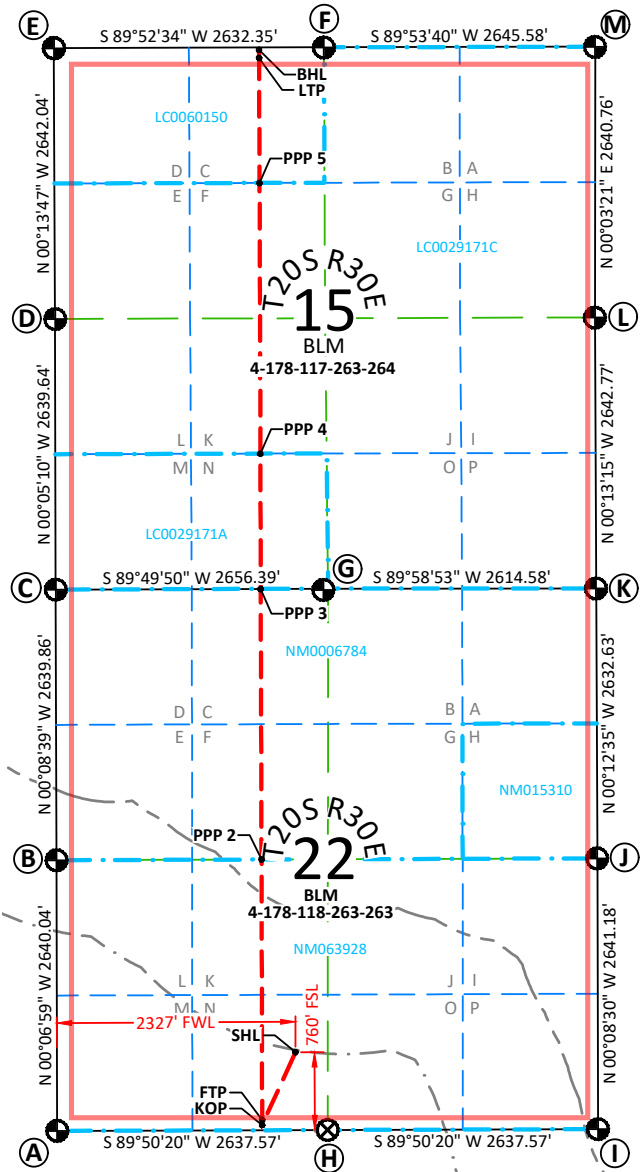 E
S 89°52'34" W 2632.35'
F
S 89°53'40" W 2645.58'
M
BHL
LTP
LC0060150
N 00°13'47" W 2642.04'
N 00°03'21" E 2640.76'
D C
E F
PPP 5
B A
G H
LC0029171C
T20S R30E
15
BLM
4-178-117-263-264
D
L
N 00°05'10" W 2639.64'
N 00°13'15" W 2642.77'
L K
M N
PPP 4
J I
O P
LC0029171A
C
S 89°49'50" W 2656.39'
G
S 89°58'53" W 2614.58'
K
PPP 3
NM0006784
N 00°08'39" W 2639.86'
N 00°12'35" W 2632.63'
D C
E F
B A
G H
NM015310
PPP 2
T20S R30E
22
BLM
4-178-118-263-263
B
J
NM063928
N 00°06'59" W 2640.04'
N 00°08'30" W 2641.18'
L K
M N
J I
O P
2327' FWL
760' FSL
SHL
FTP
KOP
A
S 89°50'20" W 2637.57'
H
S 89°50'20" W 2637.57'
I